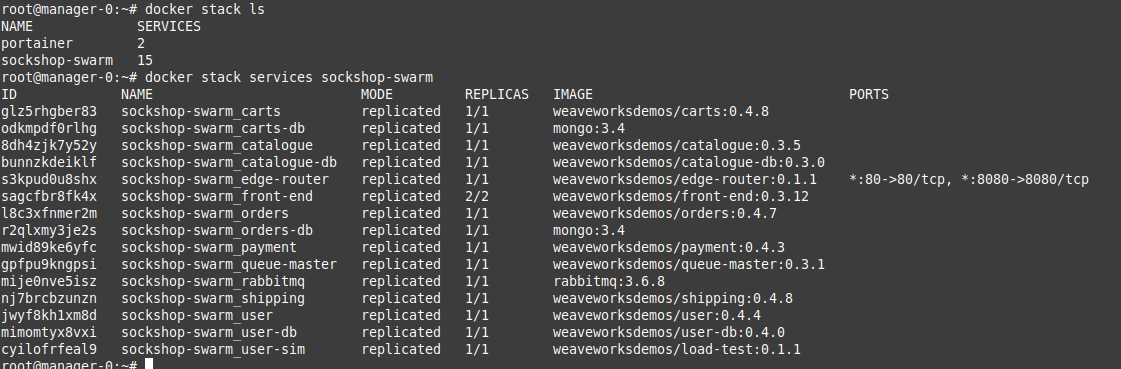 root@manager-0:~# docker stack ls
NAME SERVICES
portainer 2
sockshop-swarm 15
root@manager-0:~# docker stack services sockshop-swarm
ID NAME MODE REPLICAS IMAGE PORTS
glz5rhgber83 sockshop-swarm_carts replicated 1/1 weaveworksdemos/carts:0.4.8
odkmpdf0rlhg sockshop-swarm_carts-db replicated 1/1 mongo:3.4
8dh4zjk7y52y sockshop-swarm_catalogue replicated 1/1 weaveworksdemos/catalogue:0.3.5
bunnzkdeiklf sockshop-swarm_catalogue-db replicated 1/1 weaveworksdemos/catalogue-db:0.3.0
s3kpud0u8shx sockshop-swarm_edge-router replicated 1/1 weaveworksdemos/edge-router:0.1.1 *:80->80/tcp, *:8080->8080/tcp
sagcfbr8fk4x sockshop-swarm_front-end replicated 2/2 weaveworksdemos/front-end:0.3.12
l8c3xfnmer2m sockshop-swarm_orders replicated 1/1 weaveworksdemos/orders:0.4.7
r2qlxmy3je2s sockshop-swarm_orders-db replicated 1/1 mongo:3.4
mwid89ke6yfc sockshop-swarm_payment replicated 1/1 weaveworksdemos/payment:0.4.3
gpfpu9kngpsi sockshop-swarm_queue-master replicated 1/1 weaveworksdemos/queue-master:0.3.1
mije0nve5isz sockshop-swarm_rabbitmq replicated 1/1 rabbitmq:3.6.8
nj7brcbzunzn sockshop-swarm_shipping replicated 1/1 weaveworksdemos/shipping:0.4.8
jwyf8kh1xm8d sockshop-swarm_user replicated 1/1 weaveworksdemos/user:0.4.4
mimomtyx8vxi sockshop-swarm_user-db replicated 1/1 weaveworksdemos/user-db:0.4.0
cyilofrfeal9 sockshop-swarm_user-sim replicated 1/1 weaveworksdemos/load-test:0.1.1
root@manager-0:~#